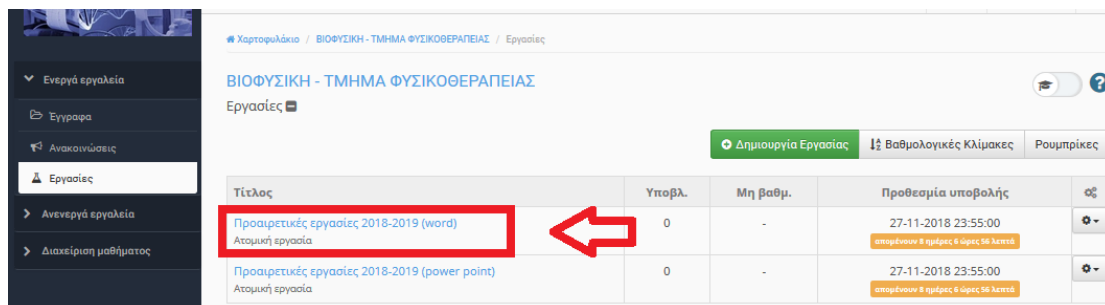 Χαρτοφυλάκιο / ΒΙΟΦΥΣΙΚΗ - ΤΜΗΜΑ ΦΥΣΙΚΟΘΕΡΑΠΕΙΑΣ / Εργασίες
Ενεργά εργαλεία
Έγγραφα
Ανακοινώσεις
Εργασίες
Ανενεργά εργαλεία
Διαχείριση μαθήματος
ΒΙΟΦΥΣΙΚΗ - ΤΜΗΜΑ ΦΥΣΙΚΟΘΕΡΑΠΕΙΑΣ
Εργασίες
Δημιουργία Εργασίας Βαθμολογικές Κλίμακες Ρουμπρίκες
Τίτλος Υποβλ. Μη βαθμ. Προθεσμία υποβολής
Προαιρετικές εργασίες 2018-2019 (word) 0 - 27-11-2018 23:55:00
Ατομική εργασία απομένουν 8 ημέρες 6 ώρες 56 λεπτά
Προαιρετικές εργασίες 2018-2019 (power point) 0 - 27-11-2018 23:55:00
Ατομική εργασία απομένουν 8 ημέρες 6 ώρες 56 λεπτά